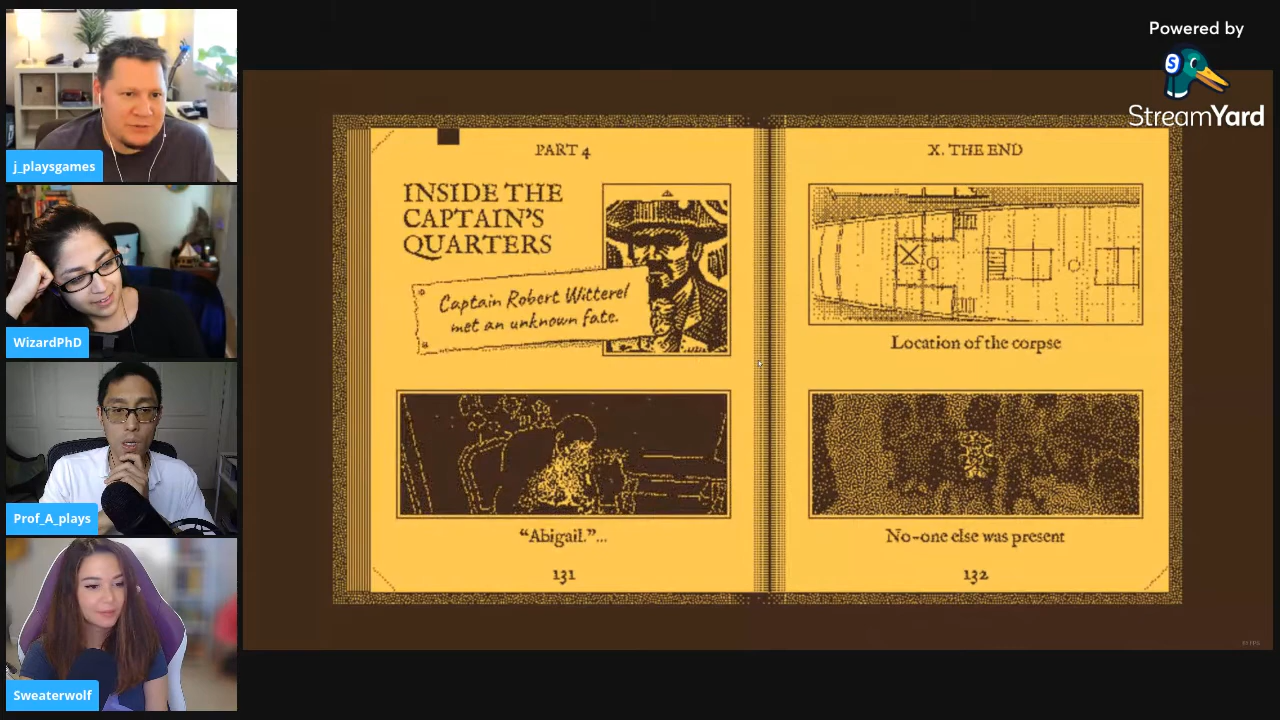 j_playsgames
WizardPhD
Prof_A_plays
Sweaterwolf
Powered by
S
StreamYard
PART 4
INSIDE THE
CAPTAIN'S
QUARTERS
Captain Robert Witterel
met an unknown fate.
"Abigail."...
131
X. THE END
Location of the corpse
No-one else was present
132